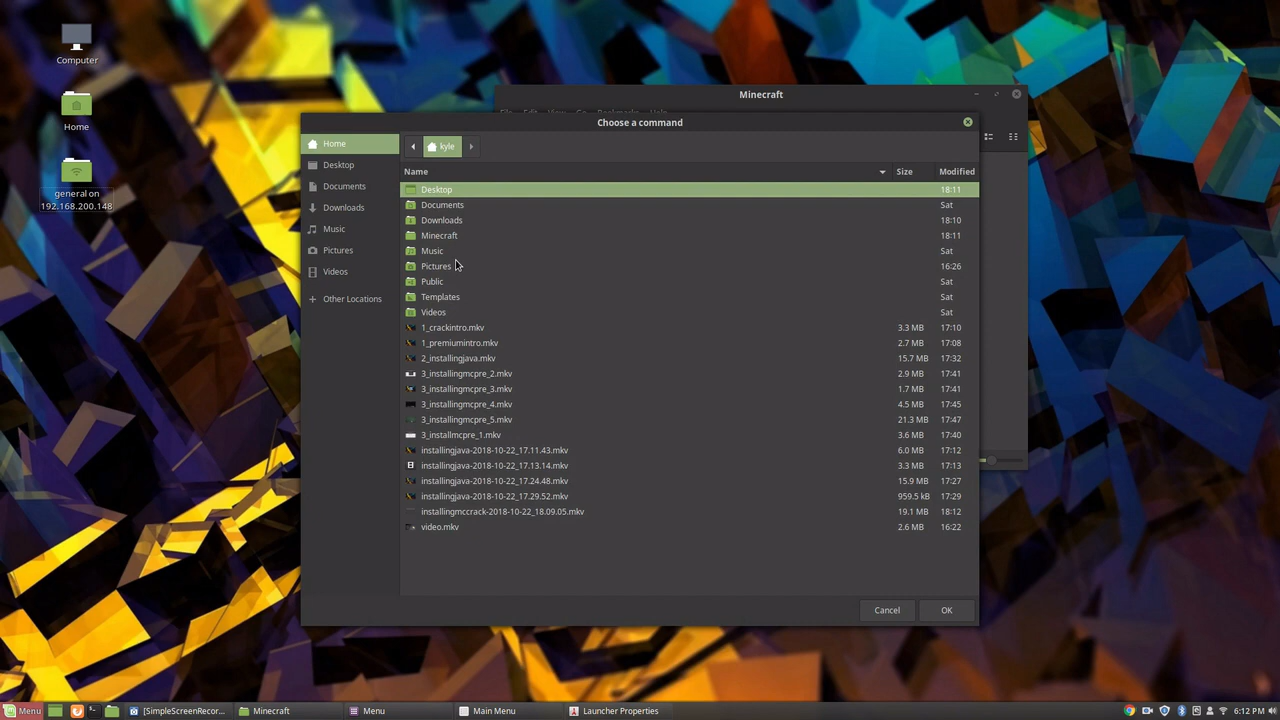 Computer
Home
general on
192.168.200.148
Minecraft
File Edit View Go Bookmarks Help
Choose a command
Home
Desktop
Documents
Downloads
Music
Pictures
Videos
Other Locations
kyle
Name Size Modified
Desktop 18:11
Documents Sat
Downloads 18:10
Minecraft 18:11
Music Sat
Pictures 16:26
Public Sat
Templates Sat
Videos Sat
1_crackintro.mkv 3.3 MB 17:10
1_premiumintro.mkv 2.7 MB 17:08
2_installingjava.mkv 15.7 MB 17:32
3_installingmcpre_2.mkv 2.9 MB 17:41
3_installingmcpre_3.mkv 1.7 MB 17:41
3_installingmcpre_4.mkv 4.5 MB 17:45
3_installingmcpre_5.mkv 21.3 MB 17:47
3_installmcpre_1.mkv 3.6 MB 17:40
installingjava-2018-10-22_17.11.43.mkv 6.0 MB 17:12
installingjava-2018-10-22_17.13.14.mkv 3.3 MB 17:13
installingjava-2018-10-22_17.24.48.mkv 15.9 MB 17:27
installingjava-2018-10-22_17.29.52.mkv 959.5 kB 17:29
installingmccrack-2018-10-22_18.09.05.mkv 19.1 MB 18:12
video.mkv 2.6 MB 16:22
Cancel OK
Menu [SimpleScreenRecor... Minecraft Menu Main Menu Launcher Properties 6:12 PM